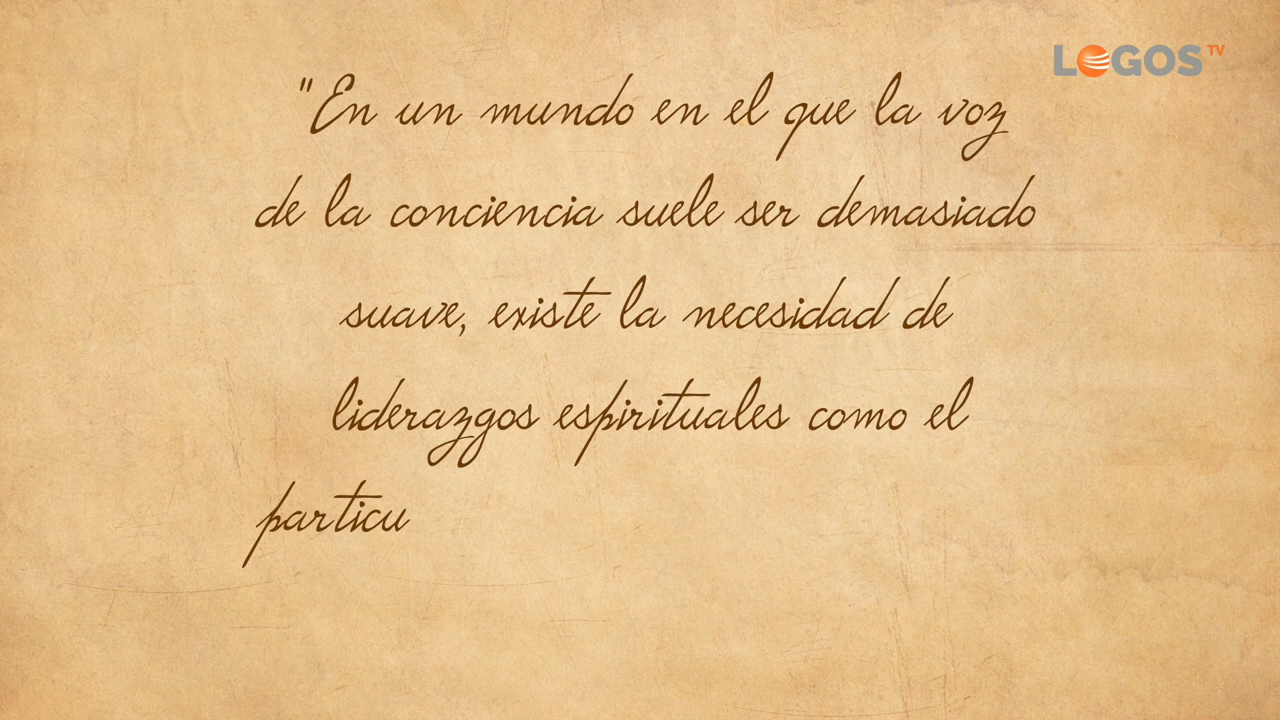 LOGOS TV
"En un mundo en el que la voz
de la conciencia suele ser demasiado
suave, existe la necesidad de
liderazgos espirituales como el
particu